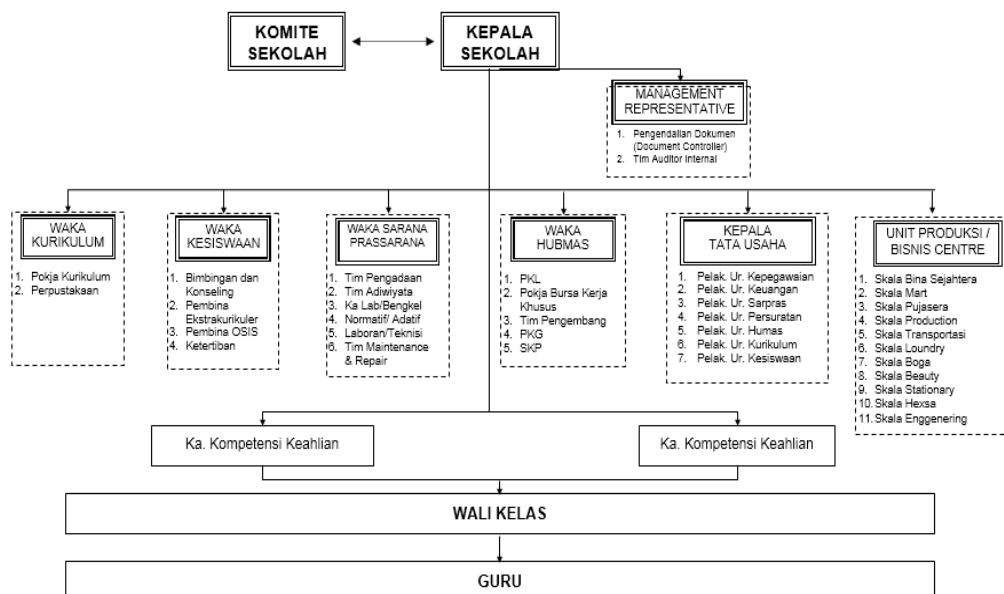 KOMITE
SEKOLAH
KEPALA
SEKOLAH
MANAGEMENT
REPRESENTATIVE
1. Pengendalian Dokumen
(Document Controller)
2. Tim Auditor Internal
WAKA
KURIKULUM
1. Pokja Kurikulum
2. Perpustakaan
WAKA
KESISWAAN
1. Bimbingan dan
Konseling
2. Pembina
Ekstrakurikuler
3. Pembina OSIS
4. Ketertiban
WAKA SARANA
PRASSARANA
1. Tim Pengadaan
2. Tim Adiwiyata
3. Ka Lab/Bengkel
4. Normatif/ Adatif
5. Laboran/Teknisi
6. Tim Maintenance
& Repair
WAKA
HUBMAS
1. PKL
2. Pokja Bursa Kerja
Khusus
3. Tim Pengembang
4. PKG
5. SKP
KEPALA
TATA USAHA
1. Pelak. Ur. Kepegawaian
2. Pelak. Ur. Keuangan
3. Pelak. Ur. Sarpras
4. Pelak. Ur. Persuratan
5. Pelak. Ur. Humas
6. Pelak. Ur. Kurikulum
7. Pelak. Ur. Kesiswaan
UNIT PRODUKSI /
BISNIS CENTRE
1. Skala Bina Sejahtera
2. Skala Mart
3. Skala Pujasera
4. Skala Production
5. Skala Transportasi
6. Skala Loundry
7. Skala Boga
8. Skala Beauty
9. Skala Stationary
10. Skala Hexsa
11. Skala Enggenering
Ka. Kompetensi Keahlian
Ka. Kompetensi Keahlian
WALI KELAS
GURU